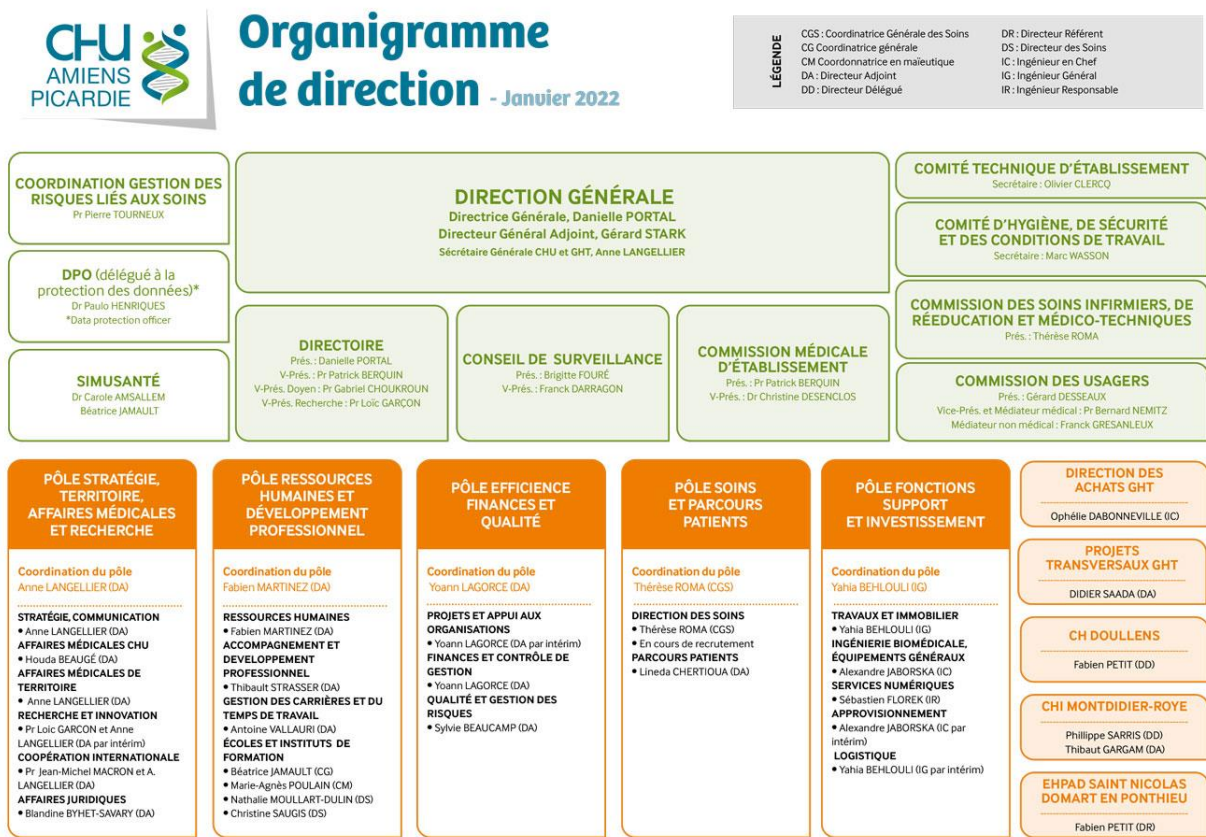 CHU
AMIENS
PICARDIE
Organigramme
de direction - Janvier 2022
LÉGENDE
CGS : Coordinatrice Générale des Soins
CG Coordinatrice générale
CM Coordonnatrice en maïeutique
DA : Directeur Adjoint
DD : Directeur Délégué
DR : Directeur Référent
DS : Directeur des Soins
IC : Ingénieur en Chef
IG : Ingénieur Général
IR : Ingénieur Responsable
COORDINATION GESTION DES
RISQUES LIÉS AUX SOINS
Pr Pierre TOURNEUX
DPO (délégué à la
protection des données)*
Dr Paulo HENRIQUES
*Data protection officer
SIMUSANTÉ
Dr Carole AMSALLEM
Béatrice JAMAULT
DIRECTION GÉNÉRALE
Directrice Générale, Danielle PORTAL
Directeur Général Adjoint, Gérard STARK
Sécrétaire Générale CHU et GHT, Anne LANGELLIER
DIRECTOIRE
Prés. : Danielle PORTAL
V-Prés. : Pr Patrick BERQUIN
V-Prés. Doyen : Pr Gabriel CHOUKROUN
V-Prés. Recherche : Pr Loïc GARÇON
CONSEIL DE SURVEILLANCE
Prés. : Brigitte FOURÉ
V-Prés. : Franck DARRAGON
COMMISSION MÉDICALE
D'ÉTABLISSEMENT
Prés. : Pr Patrick BERQUIN
V-Prés. : Dr Christine DESENCLOS
COMITÉ TECHNIQUE D'ÉTABLISSEMENT
Secrétaire : Olivier CLERCQ
COMITÉ D'HYGIÈNE, DE SÉCURITÉ
ET DES CONDITIONS DE TRAVAIL
Secrétaire : Marc WASSON
COMMISSION DES SOINS INFIRMIERS, DE
RÉEDUCATION ET MÉDICO-TECHNIQUES
Prés. : Thérèse ROMA
COMMISSION DES USAGERS
Prés. : Gérard DESSEAUX
Vice-Prés. et Médiateur médical : Pr Bernard NEMITZ
Médiateur non médical : Franck GRESANLEUX
PÔLE STRATÉGIE,
TERRITOIRE,
AFFAIRES MÉDICALES
ET RECHERCHE
Coordination du pôle
Anne LANGELLIER (DA)
STRATÉGIE, COMMUNICATION
• Anne LANGELLIER (DA)
AFFAIRES MÉDICALES CHU
• Houda BEAUGÉ (DA)
AFFAIRES MÉDICALES DE
TERRITOIRE
• Anne LANGELLIER (DA)
RECHERCHE ET INNOVATION
• Pr Loic GARCON et Anne
LANGELLIER (DA par intérim)
COOPÉRATION INTERNATIONALE
• Pr Jean-Michel MACRON et A.
LANGELLIER (DA)
AFFAIRES JURIDIQUES
• Blandine BYHET-SAVARY (DA)
PÔLE RESSOURCES
HUMAINES ET
DÉVELOPPEMENT
PROFESSIONNEL
Coordination du pôle
Fabien MARTINEZ (DA)
RESSOURCES HUMAINES
• Fabien MARTINEZ (DA)
ACCOMPAGNEMENT ET
DEVELOPPEMENT
PROFESSIONNEL
• Thibault STRASSER (DA)
GESTION DES CARRIÈRES ET DU
TEMPS DE TRAVAIL
• Antoine VALLAURI (DA)
ÉCOLES ET INSTITUTS DE
FORMATION
• Béatrice JAMAULT (CG)
• Marie-Agnès POULAIN (CM)
• Nathalie MOULLART-DULIN (DS)
• Christine SAUGIS (DS)
PÔLE EFFICIENCE
FINANCES ET
QUALITÉ
Coordination du pôle
Yoann LAGORCE (DA)
PROJETS ET APPUI AUX
ORGANISATIONS
• Yoann LAGORCE (DA par intérim)
FINANCES ET CONTRÔLE DE
GESTION
• Yoann LAGORCE (DA)
QUALITÉ ET GESTION DES
RISQUES
• Sylvie BEAUCAMP (DA)
PÔLE SOINS
ET PARCOURS
PATIENTS
Coordination du pôle
Thérèse ROMA (CGS)
DIRECTION DES SOINS
• Thérèse ROMA (CGS)
• En cours de recrutement
PARCOURS PATIENTS
• Lineda CHERTIOUA (DA)
PÔLE FONCTIONS
SUPPORT
ET INVESTISSEMENT
Coordination du pôle
Yahia BEHLOULI (IG)
TRAVAUX ET IMMOBILIER
• Yahia BEHLOULI (IG)
INGÉNIERIE BIOMÉDICALE,
ÉQUIPEMENTS GÉNÉRAUX
• Alexandre JABORSKA (IC)
SERVICES NUMÉRIQUES
• Sébastien FLOREK (IR)
APPROVISIONNEMENT
• Alexandre JABORSKA (IC par
intérim)
LOGISTIQUE
• Yahia BEHLOULI (IG par intérim)
DIRECTION DES
ACHATS GHT
Ophélie DABONNEVILLE (IC)
PROJETS
TRANSVERSAUX GHT
DIDIER SAADA (DA)
CH DOULLENS
Fabien PETIT (DD)
CHI MONTDIDIER-ROYE
Phillippe SARRIS (DD)
Thibaut GARGAM (DA)
EHPAD SAINT NICOLAS
DOMART EN PONTHIEU
Fabien PETIT (DR)